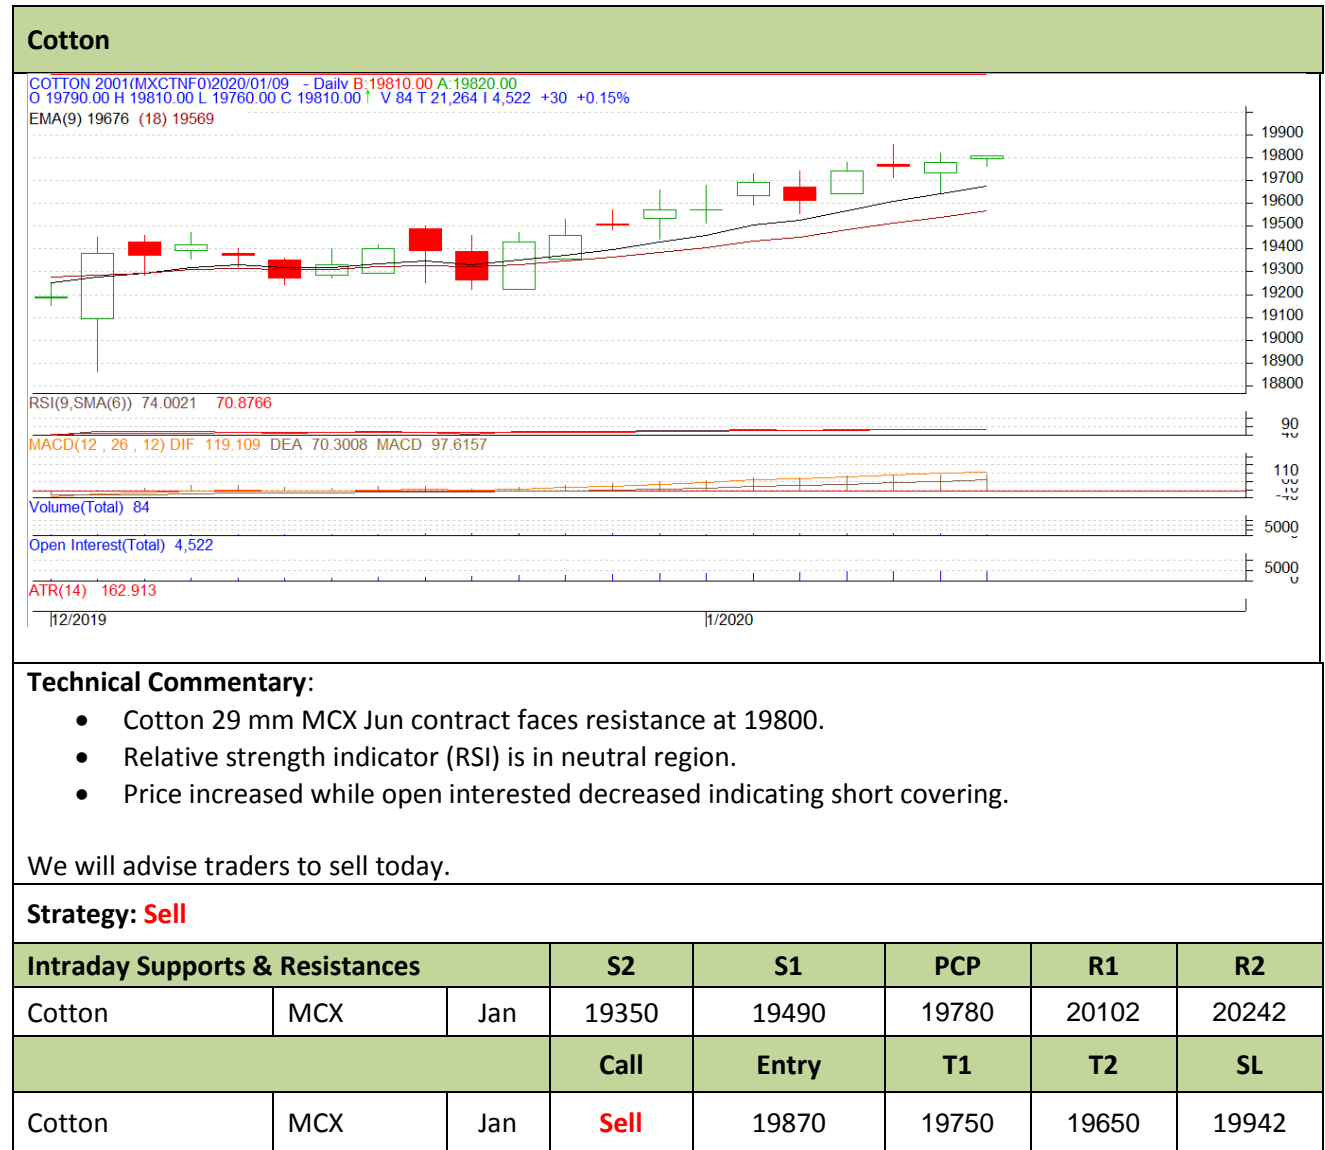 Cotton
COTTON 2001(MXCTNF0)2020/01/09 - Daily B:19810.00 A:19820.00
O 19790.00 H 19810.00 L 19760.00 C 19810.00↑ V 84 T 21,264 I 4,522 +30 +0.15%
EMA(9) 19676 (18) 19569
19900
19800
19700
19600
19500
19400
19300
19200
19100
19000
18900
18800
RSI(9,SMA(6)) 74.0021 70.8766
90
MACD(12 , 26 , 12) DIF 119.109 DEA 70.3008 MACD 97.6157
110
Volume(Total) 84
5000
Open Interest(Total) 4,522
5000
0
ATR(14) 162.913
12/2019 1/2020
Technical Commentary:
• Cotton 29 mm MCX Jun contract faces resistance at 19800.
• Relative strength indicator (RSI) is in neutral region.
• Price increased while open interested decreased indicating short covering.
We will advise traders to sell today.
Strategy: Sell
Intraday Supports & Resistances S2 S1 PCP R1 R2
Cotton MCX Jan 19350 19490 19780 20102 20242
Call Entry T1 T2 SL
Cotton MCX Jan Sell 19870 19750 19650 19942